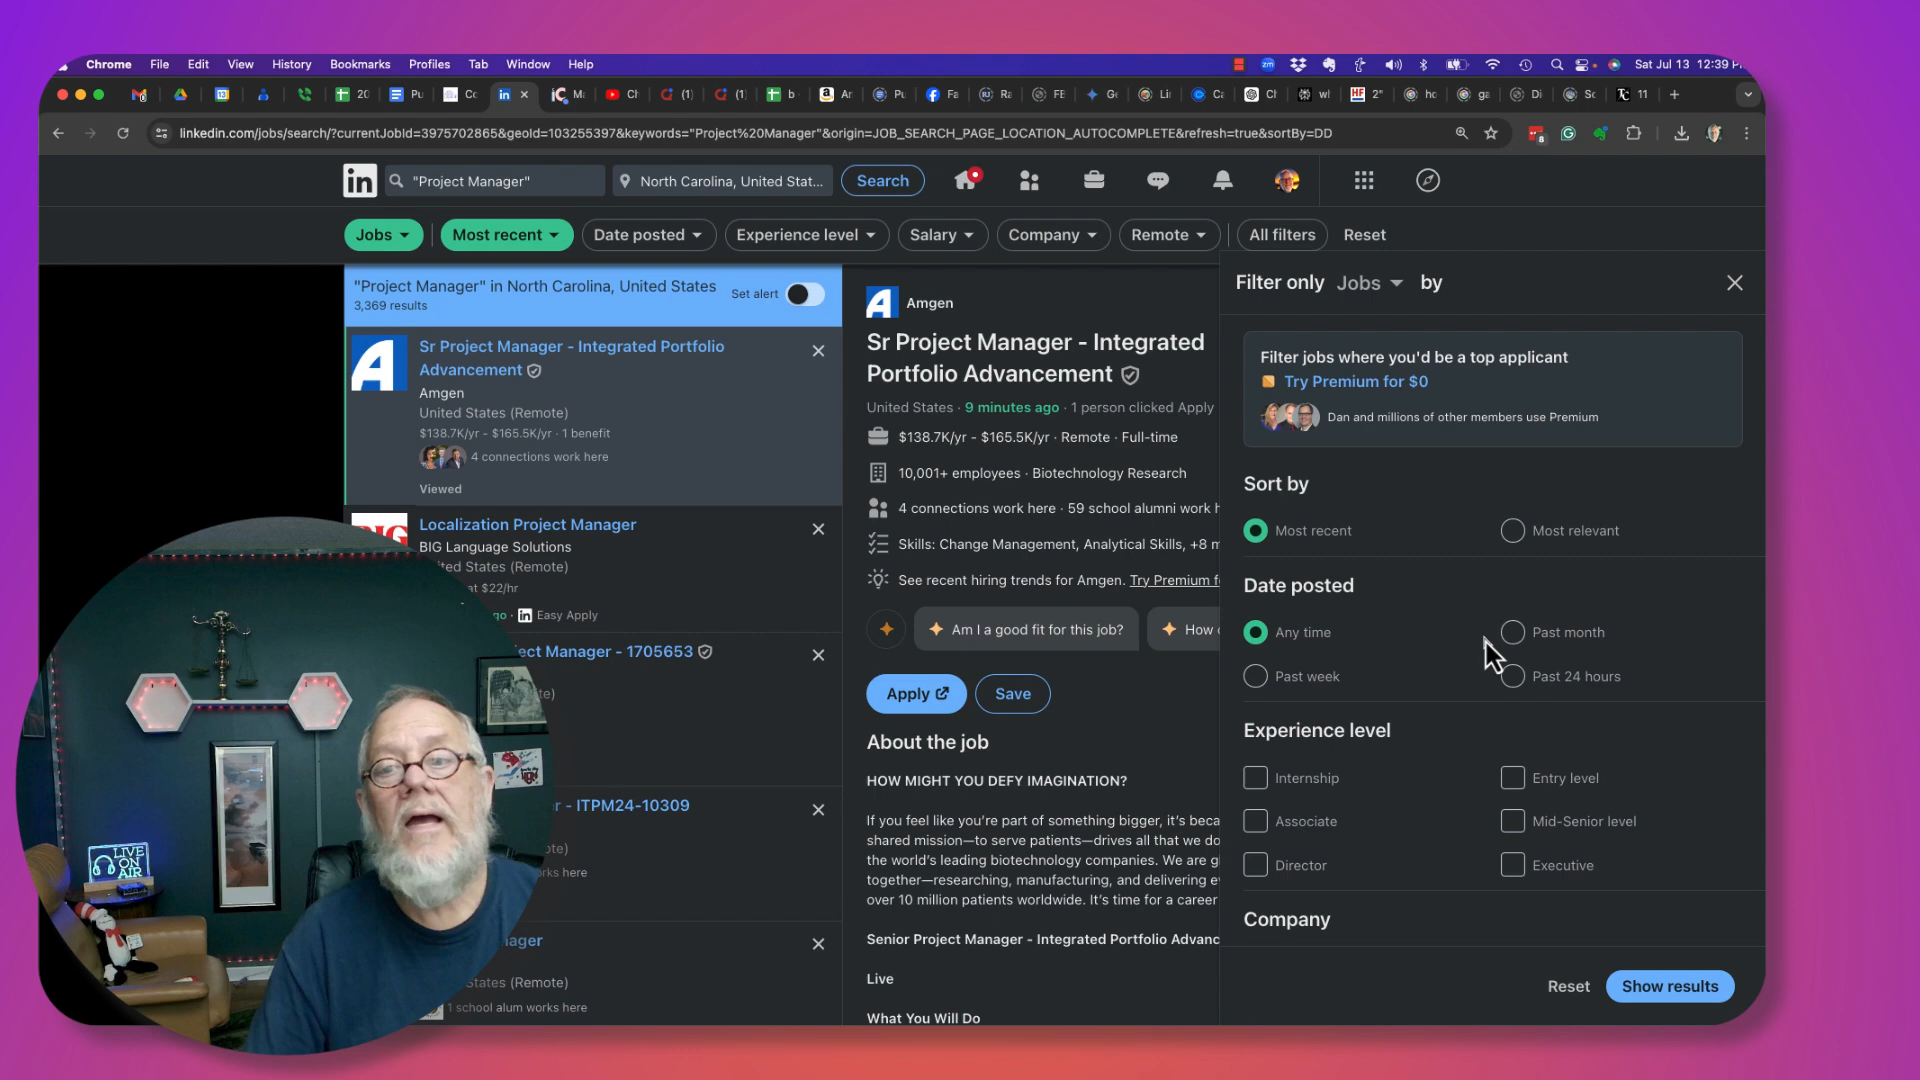 Chrome File Edit View History Bookmarks Profiles Tab Window Help
Sat Jul 13 12:39
linkedin.com/jobs/search/?currentJobId=3975702865&geoId=103255397&keywords="Project%20Manager"&origin=JOB_SEARCH_PAGE_LOCATION_AUTOCOMPLETE&refresh=true&sortBy=DD
in "Project Manager" North Carolina, United Stat... Search
Jobs Most recent Date posted Experience level Salary Company Remote All filters Reset
"Project Manager" in North Carolina, United States
3,369 results
Set alert
Sr Project Manager - Integrated Portfolio
Advancement
Amgen
United States (Remote)
$138.7K/yr - $165.5K/yr · 1 benefit
4 connections work here
Viewed
Localization Project Manager
BIG Language Solutions
ited States (Remote)
at $22/hr
go · Easy Apply
ect Manager - 1705653
te)
r - ITPM24-10309
ote)
orks here
ager
States (Remote)
1 school alum works here
LIVE
ON
AIR
Amgen
Sr Project Manager - Integrated
Portfolio Advancement
United States · 9 minutes ago · 1 person clicked Apply
$138.7K/yr - $165.5K/yr · Remote · Full-time
10,001+ employees · Biotechnology Research
4 connections work here · 59 school alumni work h
Skills: Change Management, Analytical Skills, +8 m
See recent hiring trends for Amgen. Try Premium f
Am I a good fit for this job?
How
Apply
Save
About the job
HOW MIGHT YOU DEFY IMAGINATION?
If you feel like you're part of something bigger, it's beca
shared mission—to serve patients—drives all that we do
the world's leading biotechnology companies. We are gl
together—researching, manufacturing, and delivering ev
over 10 million patients worldwide. It's time for a career
Senior Project Manager - Integrated Portfolio Advanc
Live
What You Will Do
Filter only Jobs by
Filter jobs where you'd be a top applicant
Try Premium for $0
Dan and millions of other members use Premium
Sort by
Most recent
Most relevant
Date posted
Any time
Past month
Past week
Past 24 hours
Experience level
Internship
Entry level
Associate
Mid-Senior level
Director
Executive
Company
Reset
Show results